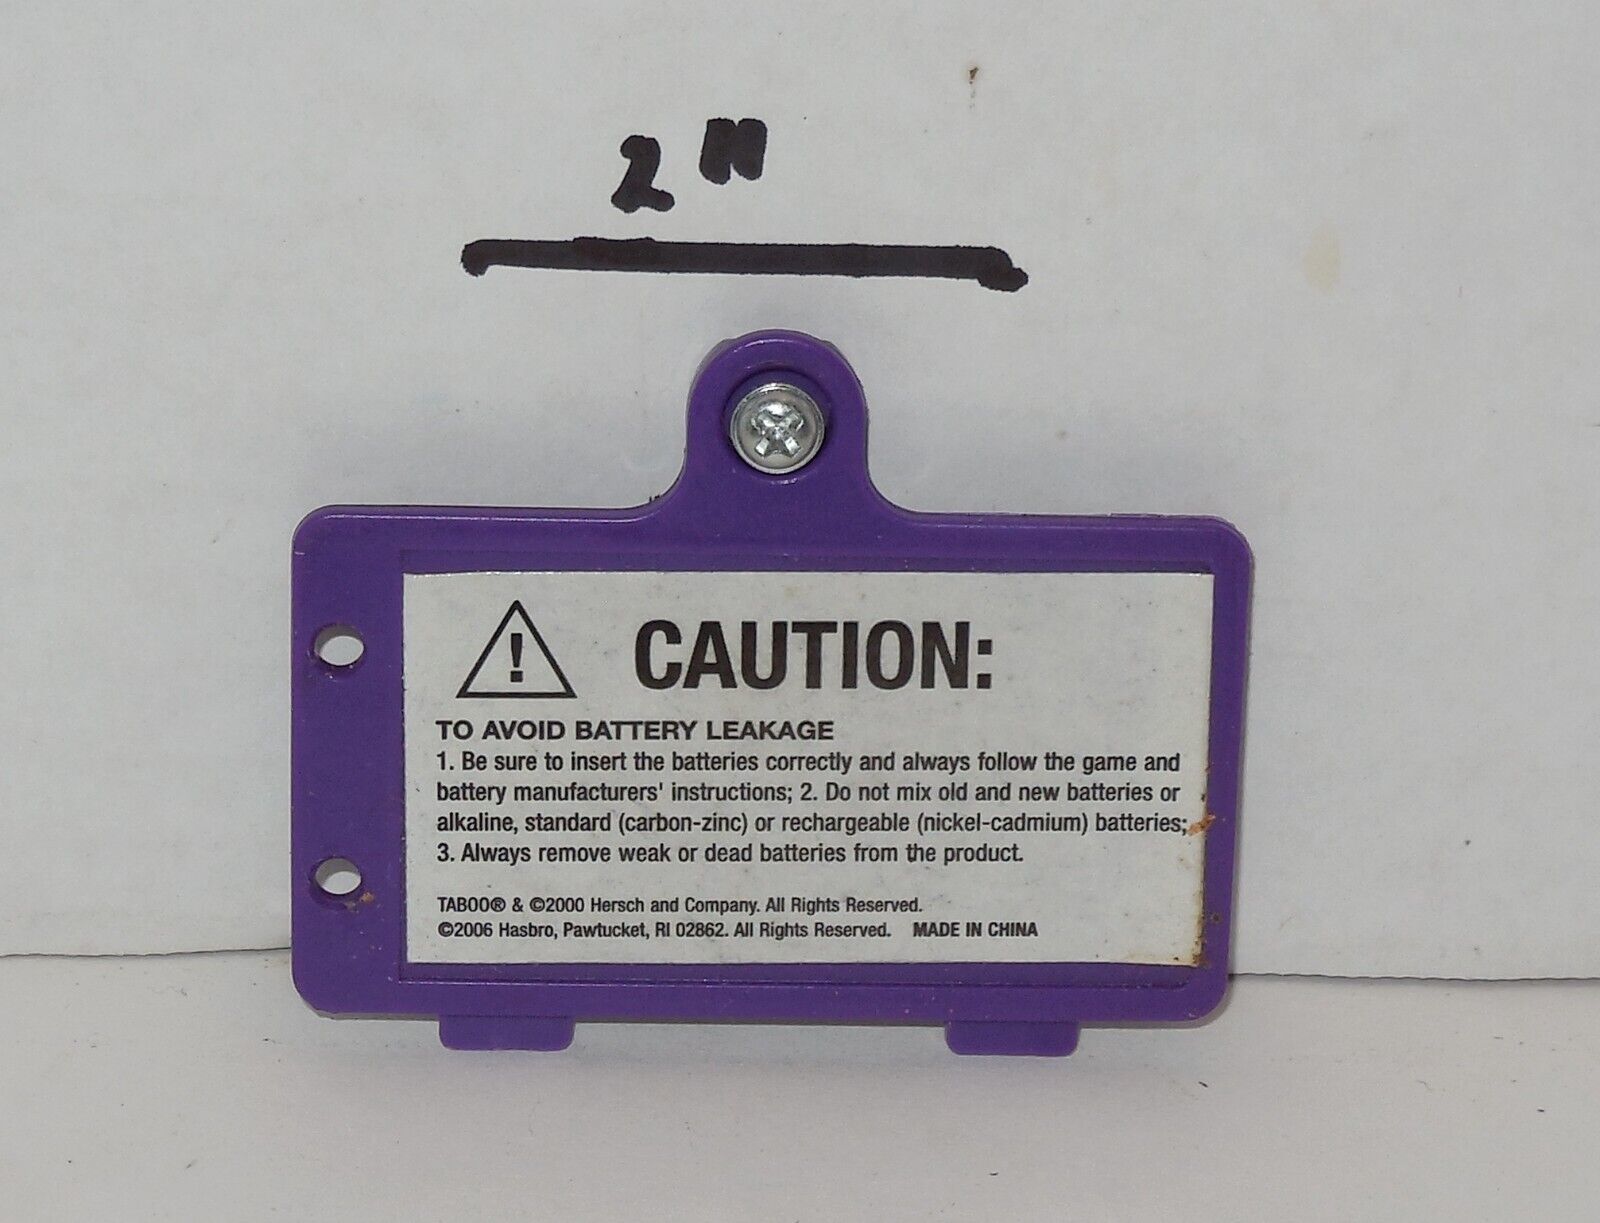 2"
CAUTION:
TO AVOID BATTERY LEAKAGE
1. Be sure to insert the batteries correctly and always follow the game and
battery manufacturers' instructions; 2. Do not mix old and new batteries or
alkaline, standard (carbon-zinc) or rechargeable (nickel-cadmium) batteries;
3. Always remove weak or dead batteries from the product.
TABOO® & ©2000 Hersch and Company. All Rights Reserved.
©2006 Hasbro, Pawtucket, RI 02862. All Rights Reserved. MADE IN CHINA